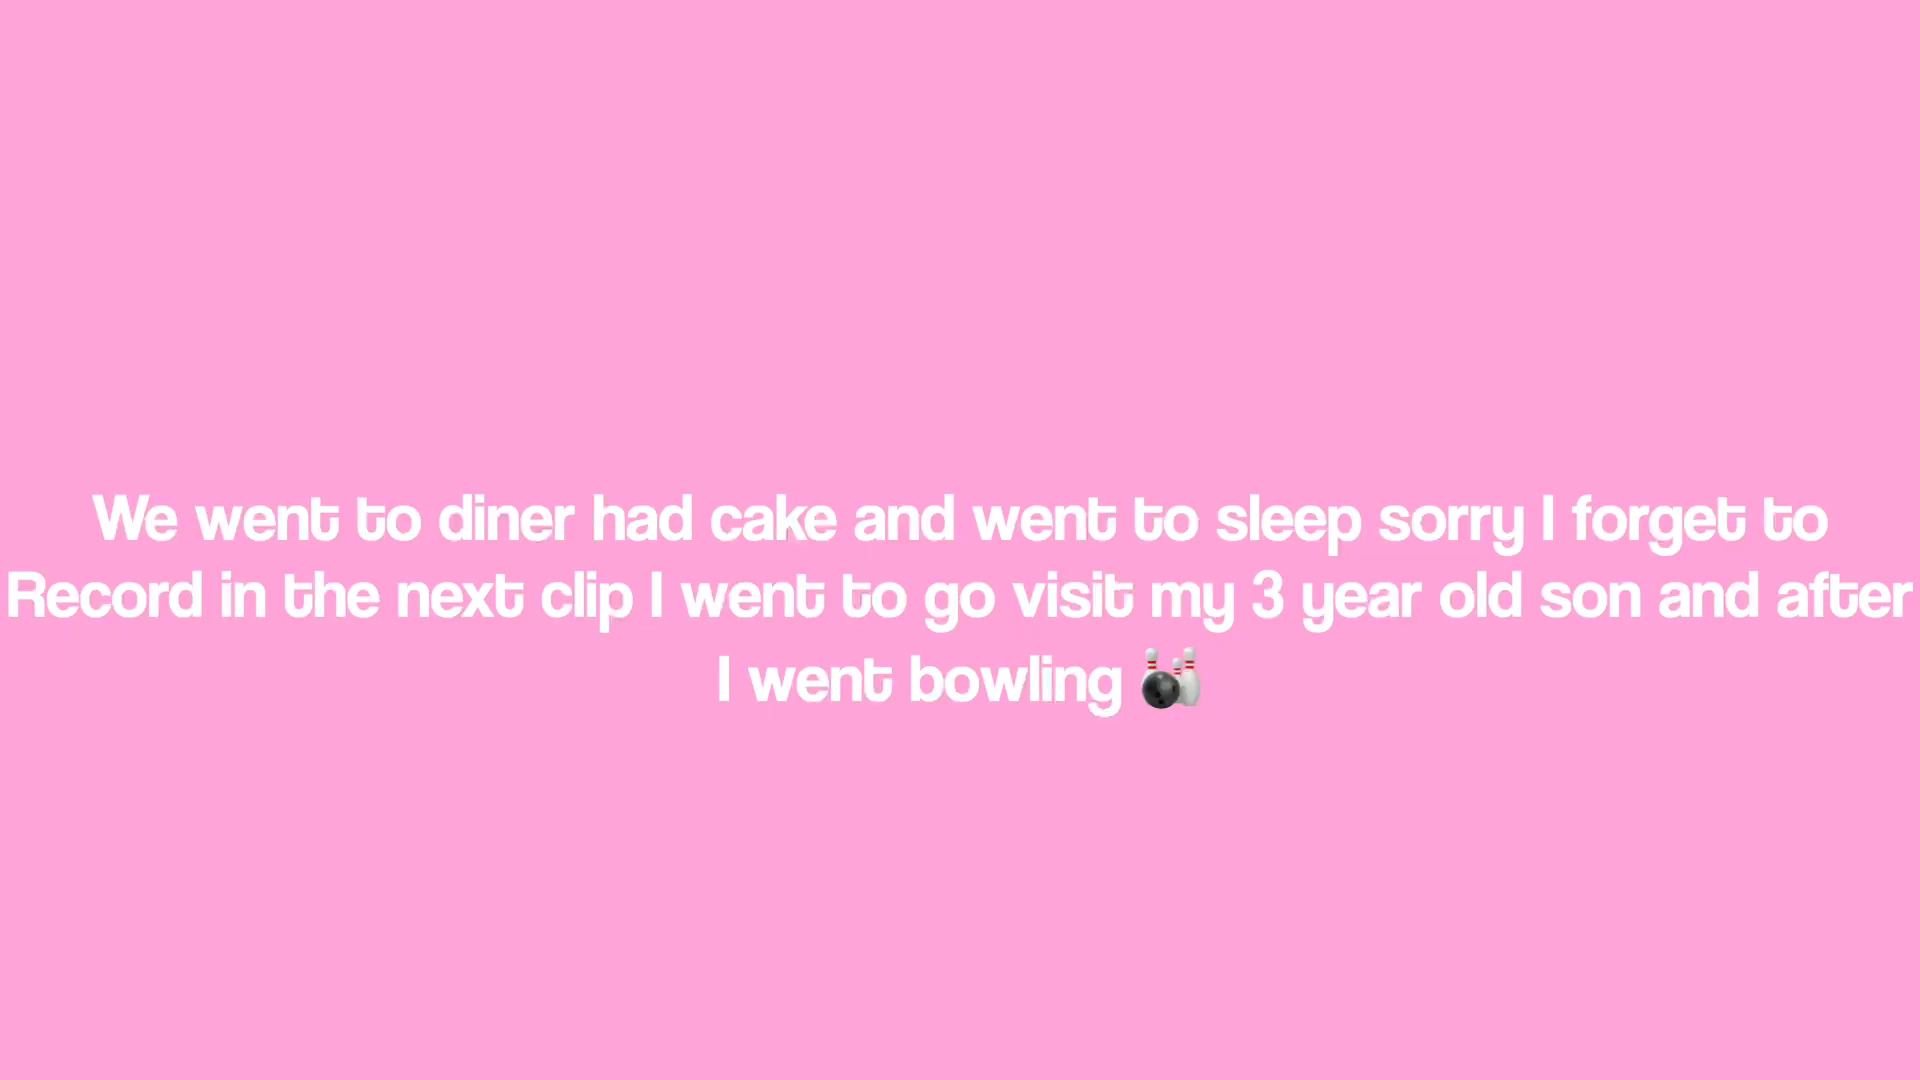 We went to diner had cake and went to sleep sorry I forget to
Record in the next clip I went to go visit my 3 year old son and after
I went bowling 🎳